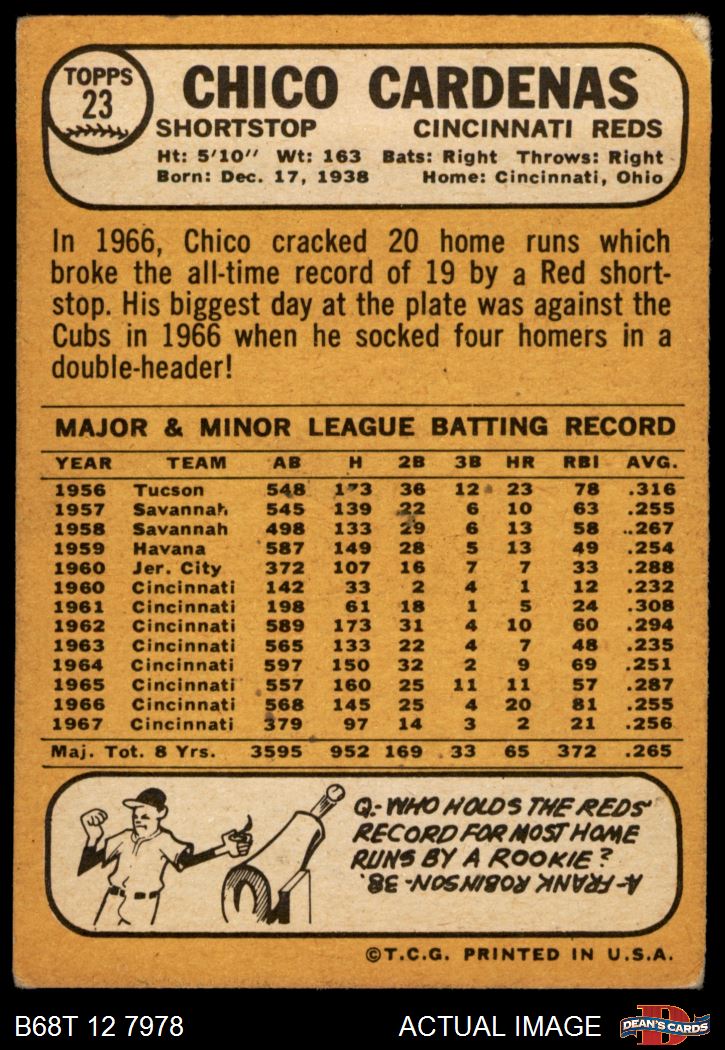 TOPPS
23
CHICO CARDENAS
SHORTSTOP CINCINNATI REDS
Ht: 5'10" Wt: 163 Bats: Right Throws: Right
Born: Dec. 17, 1938 Home: Cincinnati, Ohio
In 1966, Chico cracked 20 home runs which
broke the all-time record of 19 by a Red short-
stop. His biggest day at the plate was against the
Cubs in 1966 when he socked four homers in a
double-header!
MAJOR & MINOR LEAGUE BATTING RECORD
YEAR TEAM AB H 2B 3B HR RBI AVG.
1956 Tucson 548 173 36 12 23 78 .316
1957 Savannah 545 139 22 6 10 63 .255
1958 Savannah 498 133 29 6 13 58 .267
1959 Havana 587 149 28 5 13 49 .254
1960 Jer. City 372 107 16 7 7 33 .288
1960 Cincinnati 142 33 2 4 1 12 .232
1961 Cincinnati 198 61 18 1 5 24 .308
1962 Cincinnati 589 173 31 4 10 60 .294
1963 Cincinnati 565 133 22 4 7 48 .235
1964 Cincinnati 597 150 32 2 9 69 .251
1965 Cincinnati 557 160 25 11 11 57 .287
1966 Cincinnati 568 145 25 4 20 81 .255
1967 Cincinnati 379 97 14 3 2 21 .256
Maj. Tot. 8 Yrs. 3595 952 169 33 65 372 .265
Q.-WHO HOLDS THE REDS'
RECORD FOR MOST HOME
RUNS BY A ROOKIE?
A-FRANK ROBINSON-38.
©T.C.G. PRINTED IN U.S.A.
B68T 12 7978 ACTUAL IMAGE
D
DEAN'S CARDS